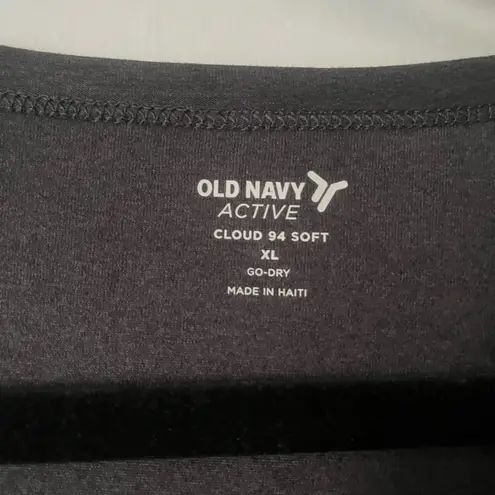 OLD NAVY
ACTIVE
CLOUD 94 SOFT
XL
GO-DRY
MADE IN HAITI